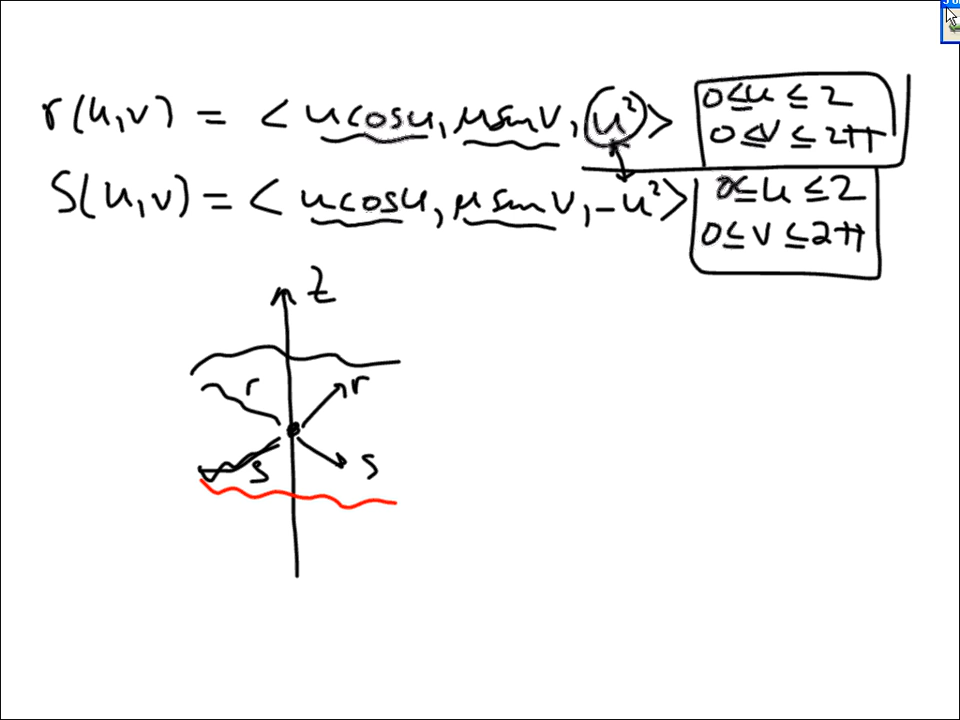 r(u,v) = < u cos u, u sin v, u² > 0 ≤ u ≤ 2
0 ≤ v ≤ 2π
S(u,v) = < u cos u, u sin v, -u² > 0 ≤ u ≤ 2
0 ≤ v ≤ 2π
z
r r
s s